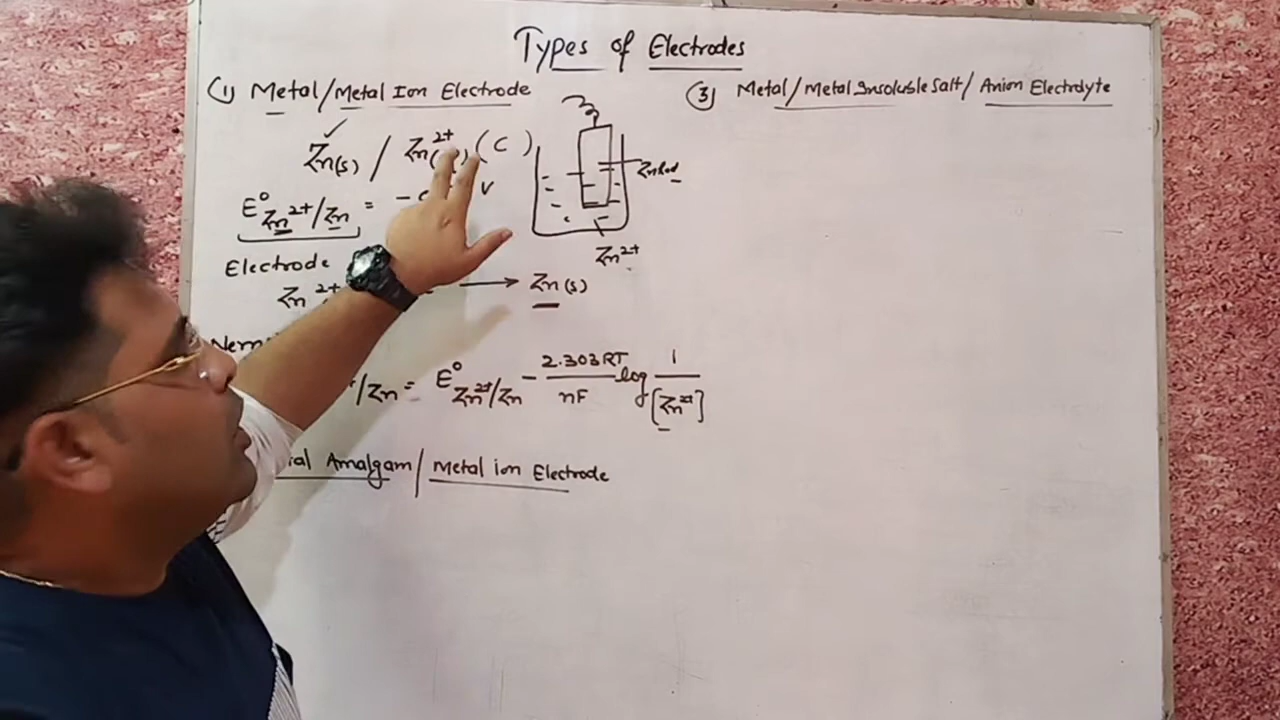 Types of Electrodes
(1) Metal/Metal Ion Electrode
Zn(s) / Zn2+ (C)
Zn Rod
Zn2+
E° Zn2+/Zn = - V
Electrode
Zn2+ → Zn(s)
/Zn = E° Zn2+/Zn - 2.303RT/nF log 1/[Zn2+]
Amalgam/Metal ion Electrode
(3) Metal/Metal Insoluble Salt/Anion Electrolyte